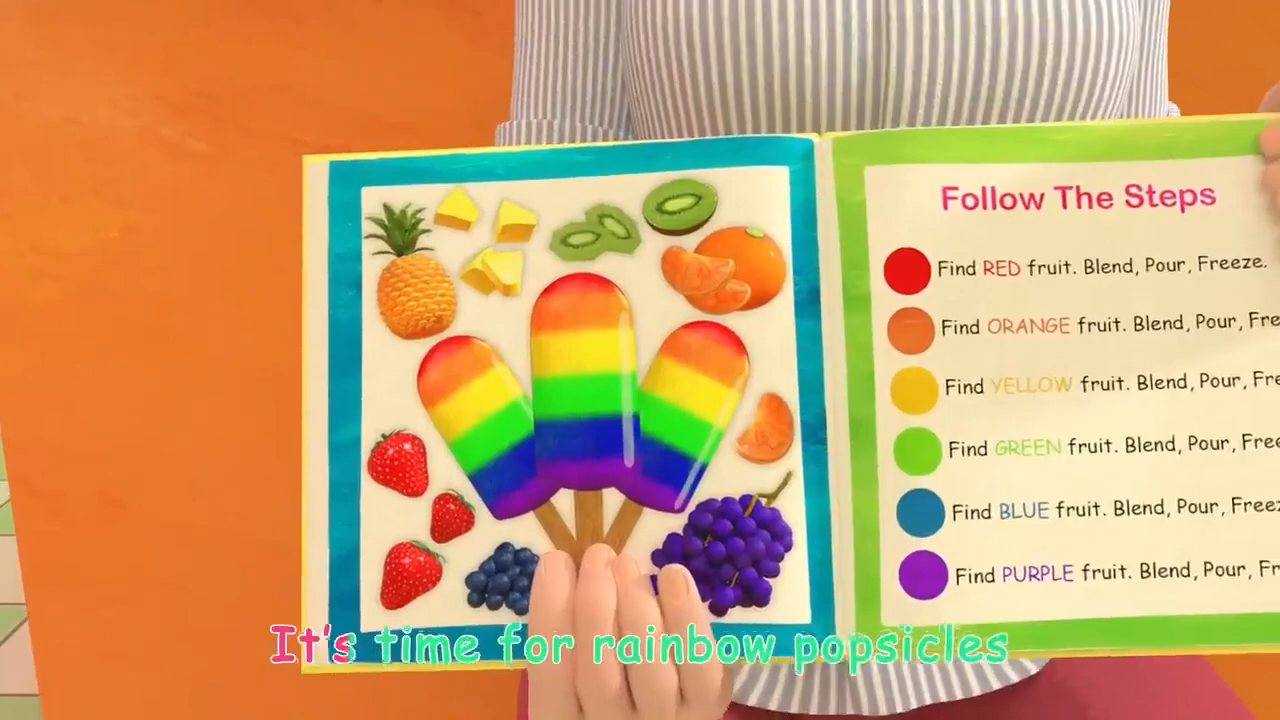 Follow The Steps
Find RED fruit. Blend, Pour, Freeze.
Find ORANGE fruit. Blend, Pour,
Find YELLOW fruit. Blend, Pour,
Find GREEN fruit. Blend, Pour,
Find BLUE fruit. Blend, Pour,
Find PURPLE fruit. Blend, Pour,
It's time for rainbow popsicles